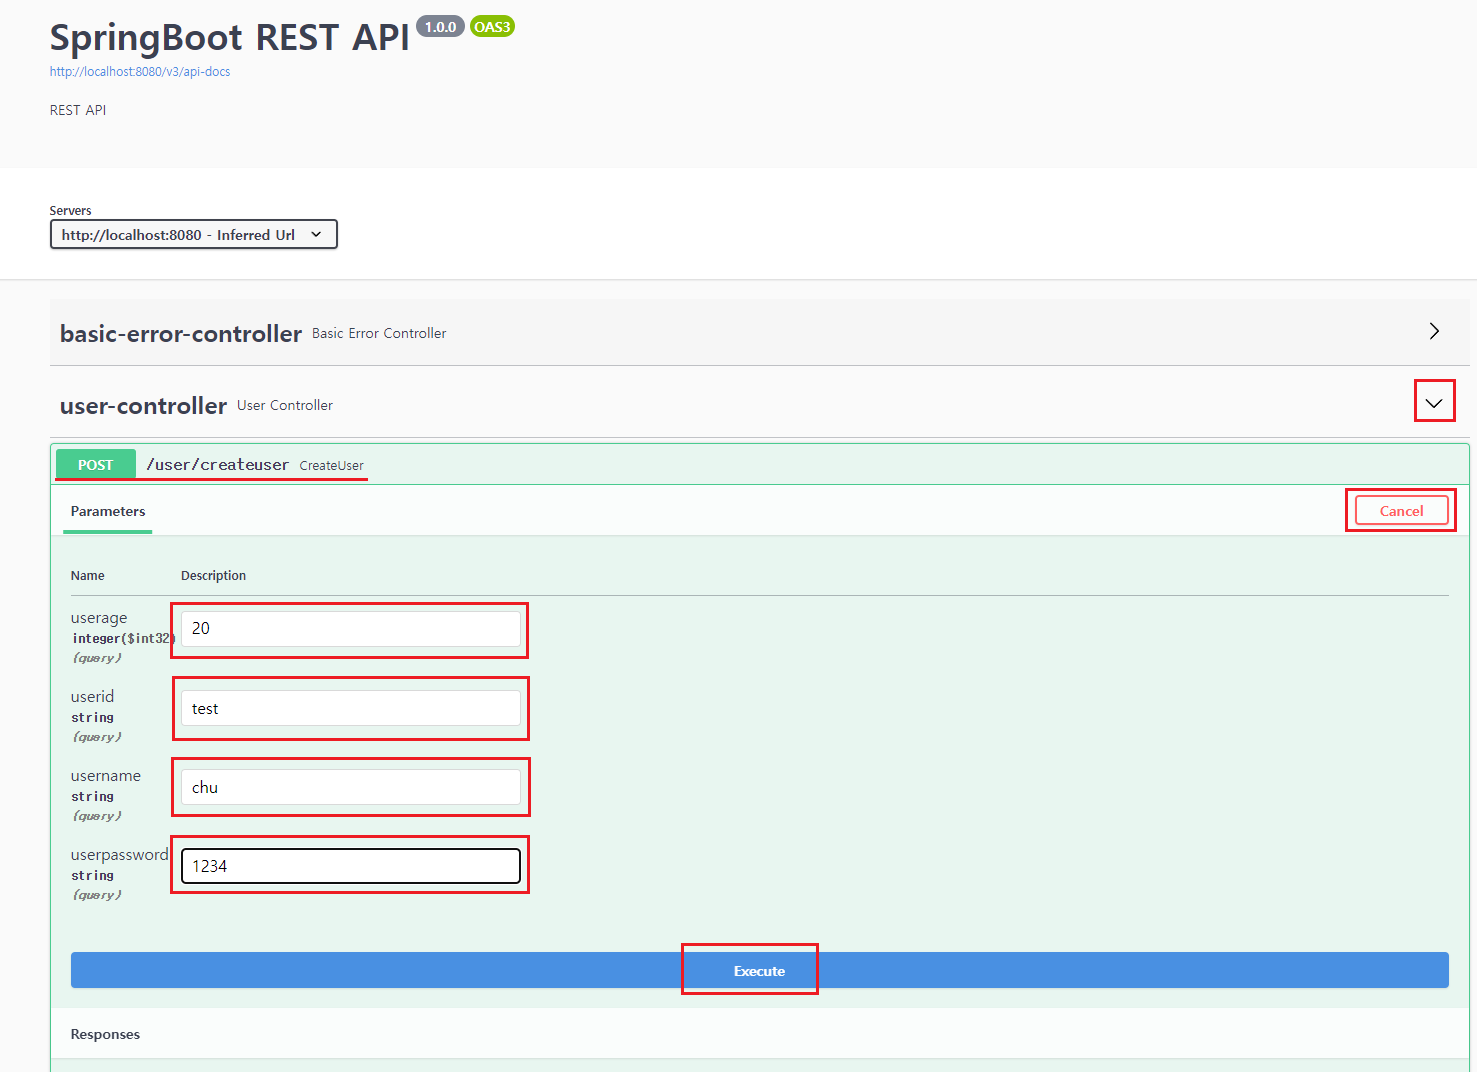 SpringBoot REST API 1.0.0 OAS3
http://localhost:8080/v3/api-docs
REST API
Servers
http://localhost:8080 - Inferred Url
basic-error-controller Basic Error Controller
user-controller User Controller
POST /user/createuser CreateUser
Parameters Cancel
Name Description
userage
integer($int32)
(query)
20
userid
string
(query)
test
username
string
(query)
chu
userpassword
string
(query)
1234
Execute
Responses